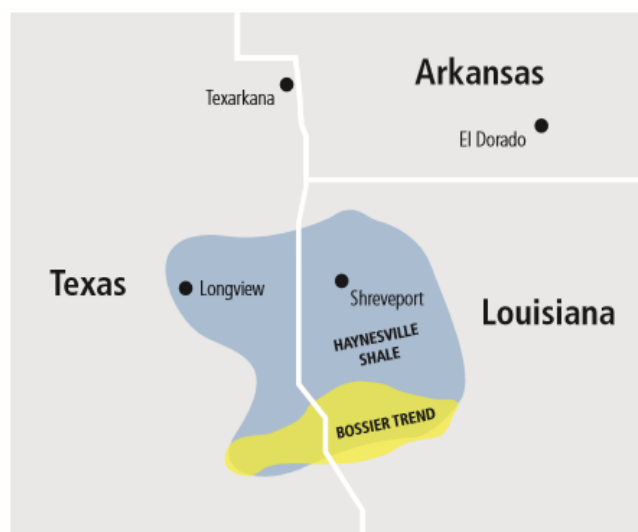 Arkansas
Texarkana
El Dorado
Texas
Longview
Shreveport
Louisiana
HAYNESVILLE
SHALE
BOSSIER TREND